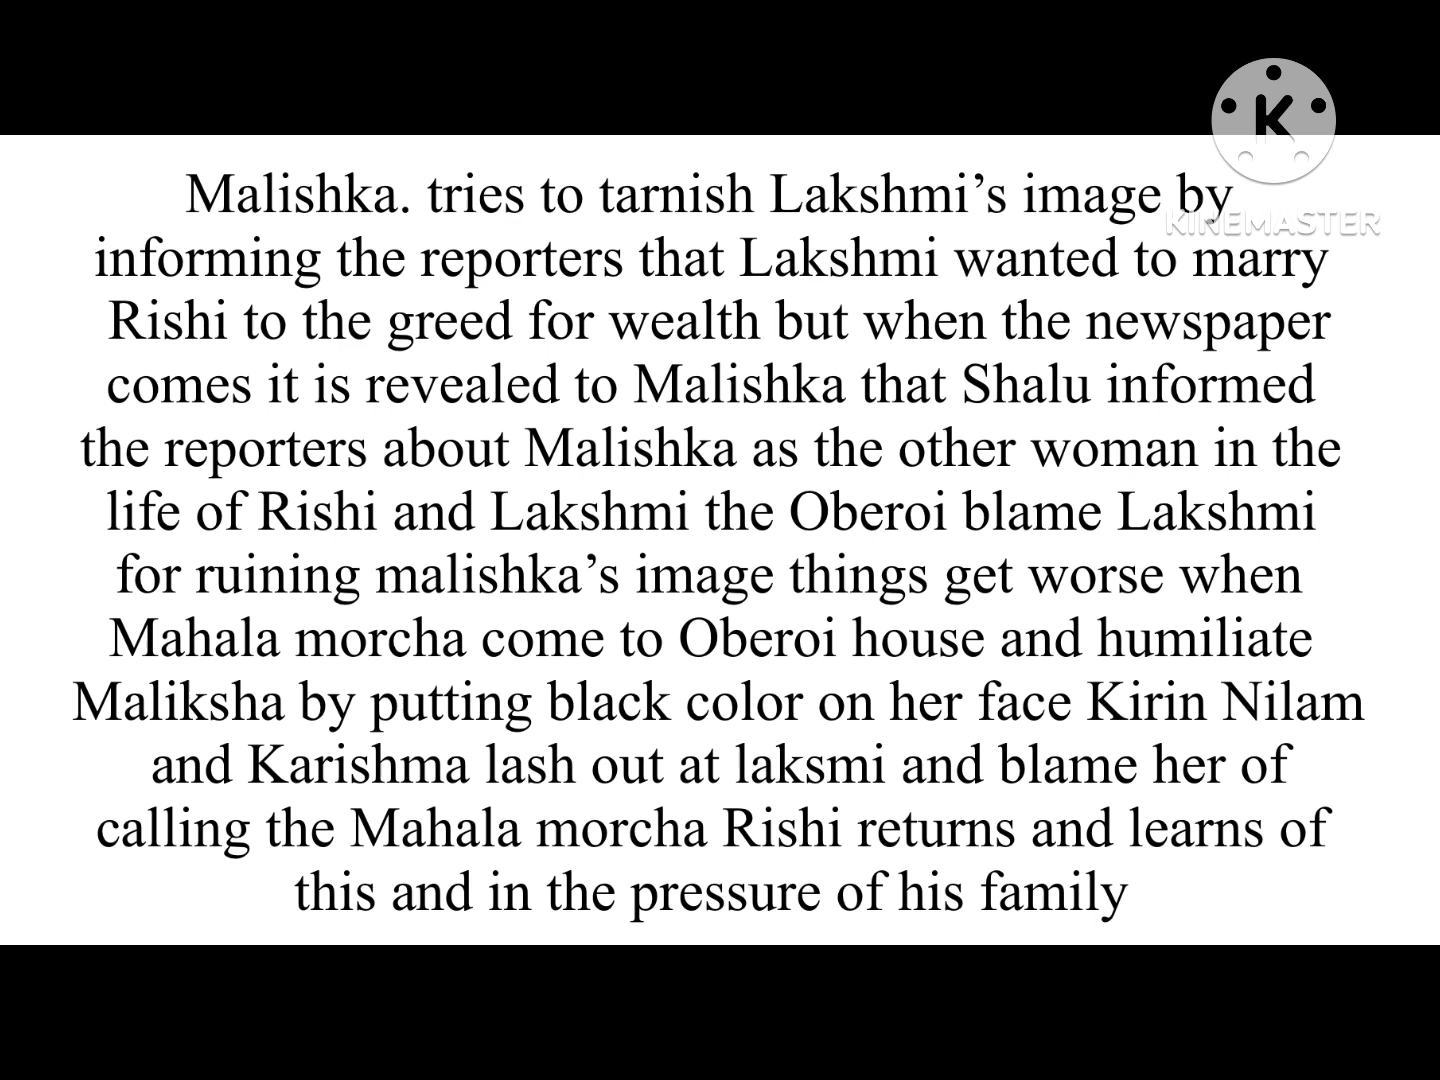 K
KINEMASTER
Malishka. tries to tarnish Lakshmi’s image by
informing the reporters that Lakshmi wanted to marry
Rishi to the greed for wealth but when the newspaper
comes it is revealed to Malishka that Shalu informed
the reporters about Malishka as the other woman in the
life of Rishi and Lakshmi the Oberoi blame Lakshmi
for ruining malishka’s image things get worse when
Mahala morcha come to Oberoi house and humiliate
Maliksha by putting black color on her face Kirin Nilam
and Karishma lash out at laksmi and blame her of
calling the Mahala morcha Rishi returns and learns of
this and in the pressure of his family